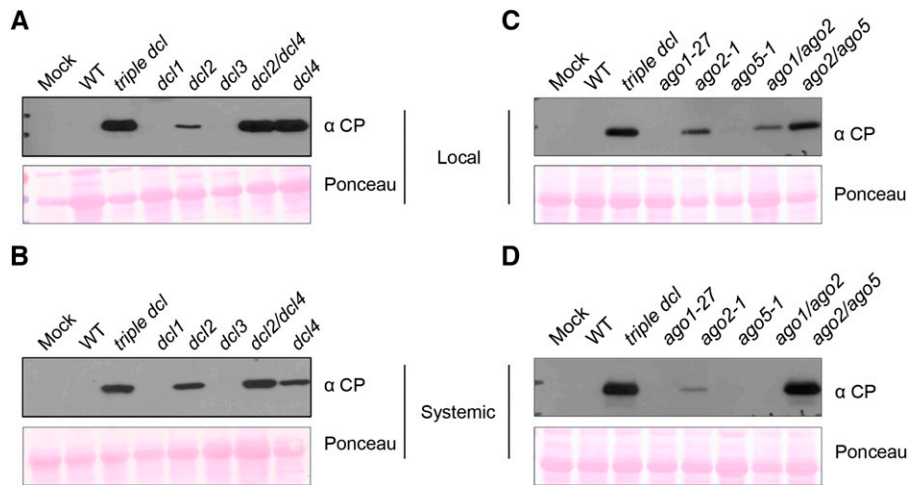 A
Mock WT triple dcl dcl1 dcl2 dcl3 dcl2/dcl4 dcl4
α CP
Ponceau
Local
C
Mock WT triple dcl ago1-27 ago2-1 ago5-1 ago1/ago2 ago2/ago5
α CP
Ponceau
B
Mock WT triple dcl dcl1 dcl2 dcl3 dcl2/dcl4 dcl4
α CP
Ponceau
Systemic
D
Mock WT triple dcl ago1-27 ago2-1 ago5-1 ago1/ago2 ago2/ago5
α CP
Ponceau